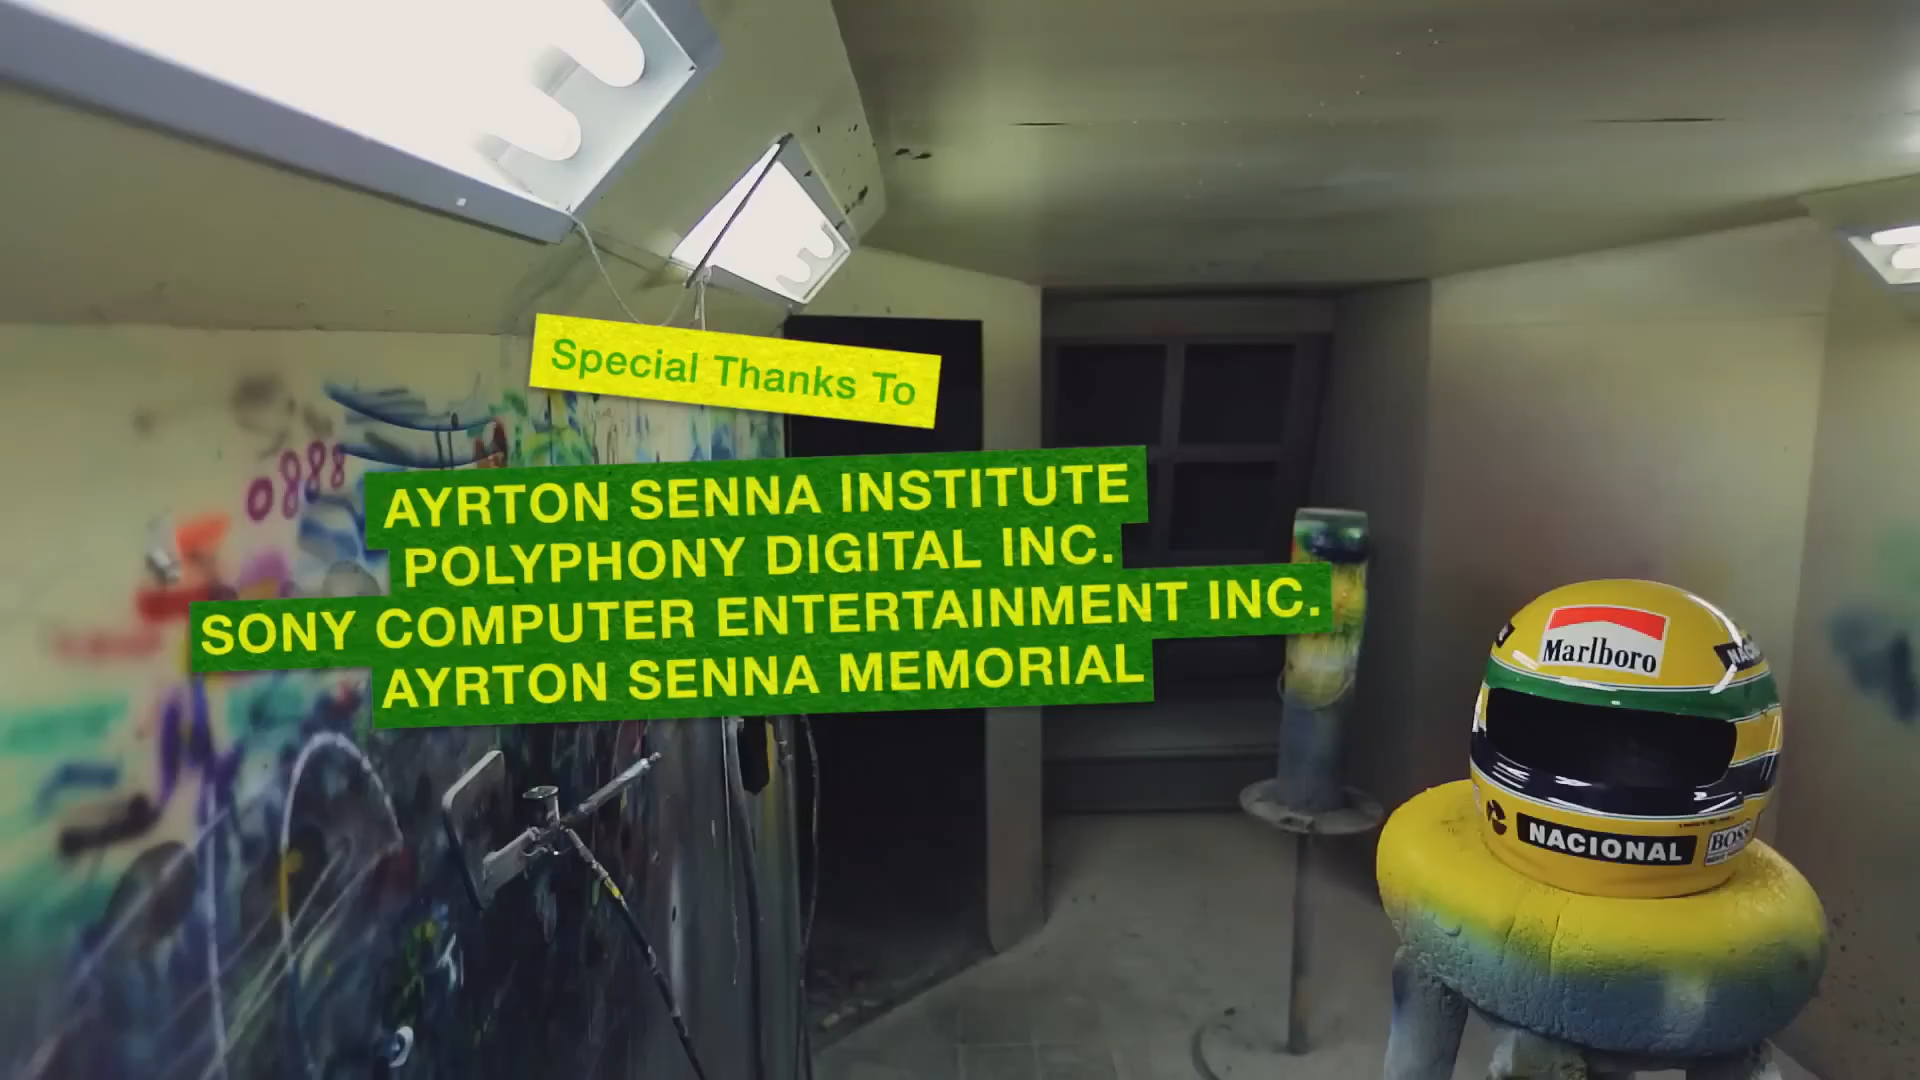 Special Thanks To
AYRTON SENNA INSTITUTE
POLYPHONY DIGITAL INC.
SONY COMPUTER ENTERTAINMENT INC.
AYRTON SENNA MEMORIAL
0888
Marlboro
NACIONAL
BOSS